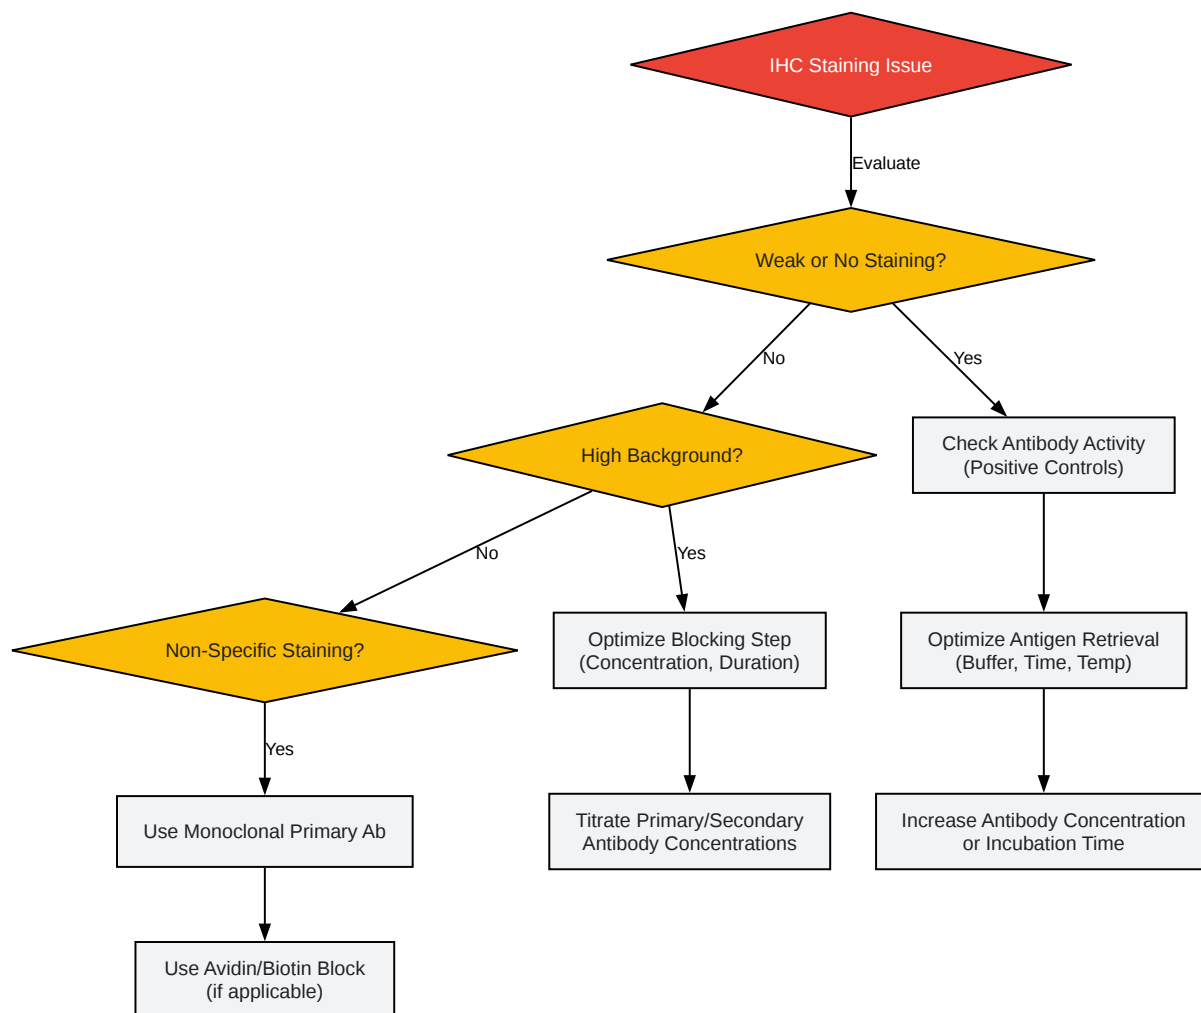 IHC Staining Issue
Evaluate
Weak or No Staining?
No
Yes
High Background?
Check Antibody Activity
(Positive Controls)
No
Yes
Non-Specific Staining?
Optimize Blocking Step
(Concentration, Duration)
Optimize Antigen Retrieval
(Buffer, Time, Temp)
Yes
Use Monoclonal Primary Ab
Titrate Primary/Secondary
Antibody Concentrations
Increase Antibody Concentration
or Incubation Time
Use Avidin/Biotin Block
(if applicable)